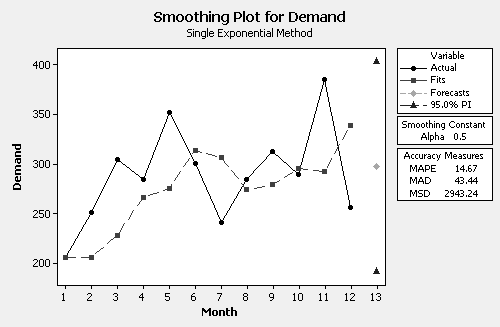 Smoothing Plot for Demand
Single Exponential Method
Demand
400
350
300
250
200
1 2 3 4 5 6 7 8 9 10 11 12 13
Month
Variable
Actual
Fits
Forecasts
95.0% PI
Smoothing Constant
Alpha 0.5
Accuracy Measures
MAPE 14.67
MAD 43.44
MSD 2943.24